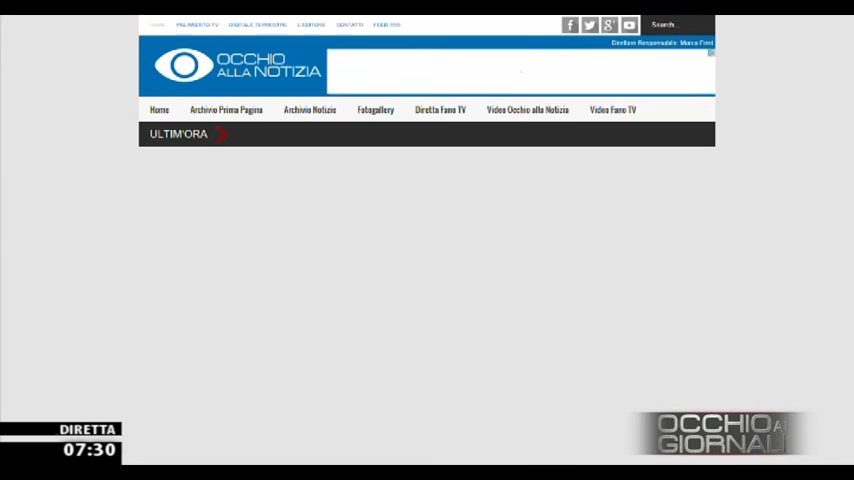 HOME PALINSESTO TV DIGITALE TERRESTRE L'EDITORE CONTATTI FEED RSS
Search...
Direttore Responsabile: Marco Ferri
OCCHIO
ALLA NOTIZIA
Home Archivio Prima Pagina Archivio Notizie Fotogallery Diretta Fano TV Video Occhio alla Notizia Video Fano TV
ULTIM'ORA
DIRETTA
07:30
OCCHIO AI
GIORNALI